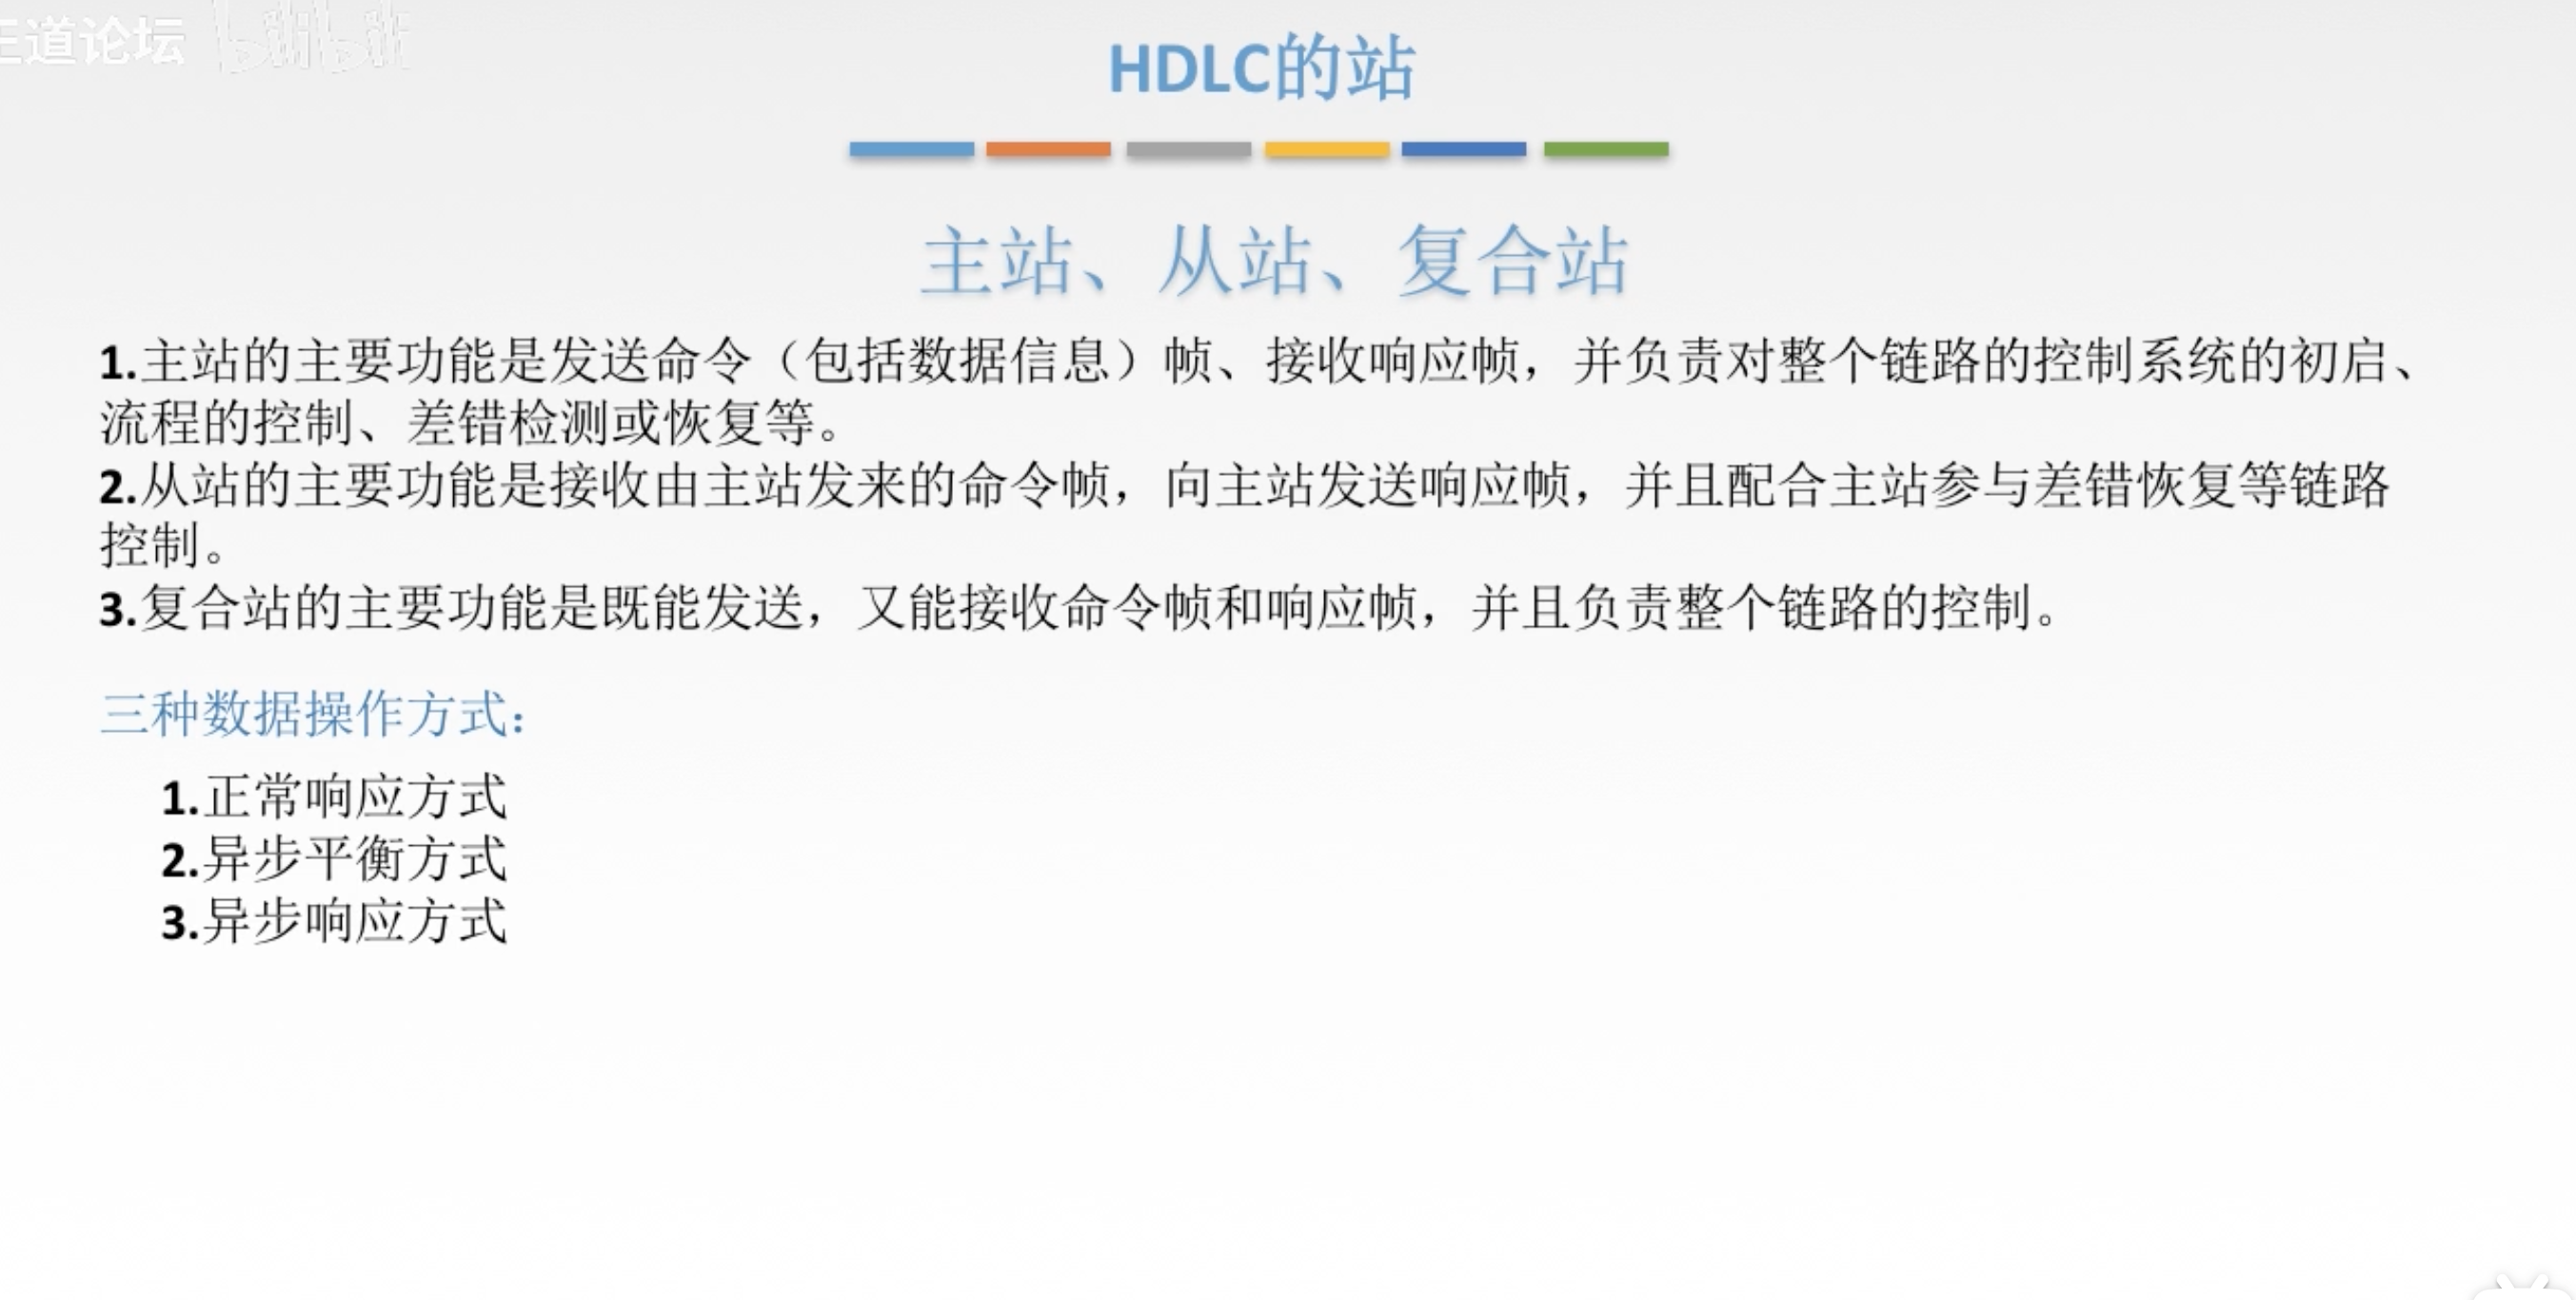 王道论坛 bilibili
HDLC的站
主站、从站、复合站
1.主站的主要功能是发送命令（包括数据信息）帧、接收响应帧，并负责对整个链路的控制系统的初启、
流程的控制、差错检测或恢复等。
2.从站的主要功能是接收由主站发来的命令帧，向主站发送响应帧，并且配合主站参与差错恢复等链路
控制。
3.复合站的主要功能是既能发送，又能接收命令帧和响应帧，并且负责整个链路的控制。
三种数据操作方式：
1.正常响应方式
2.异步平衡方式
3.异步响应方式